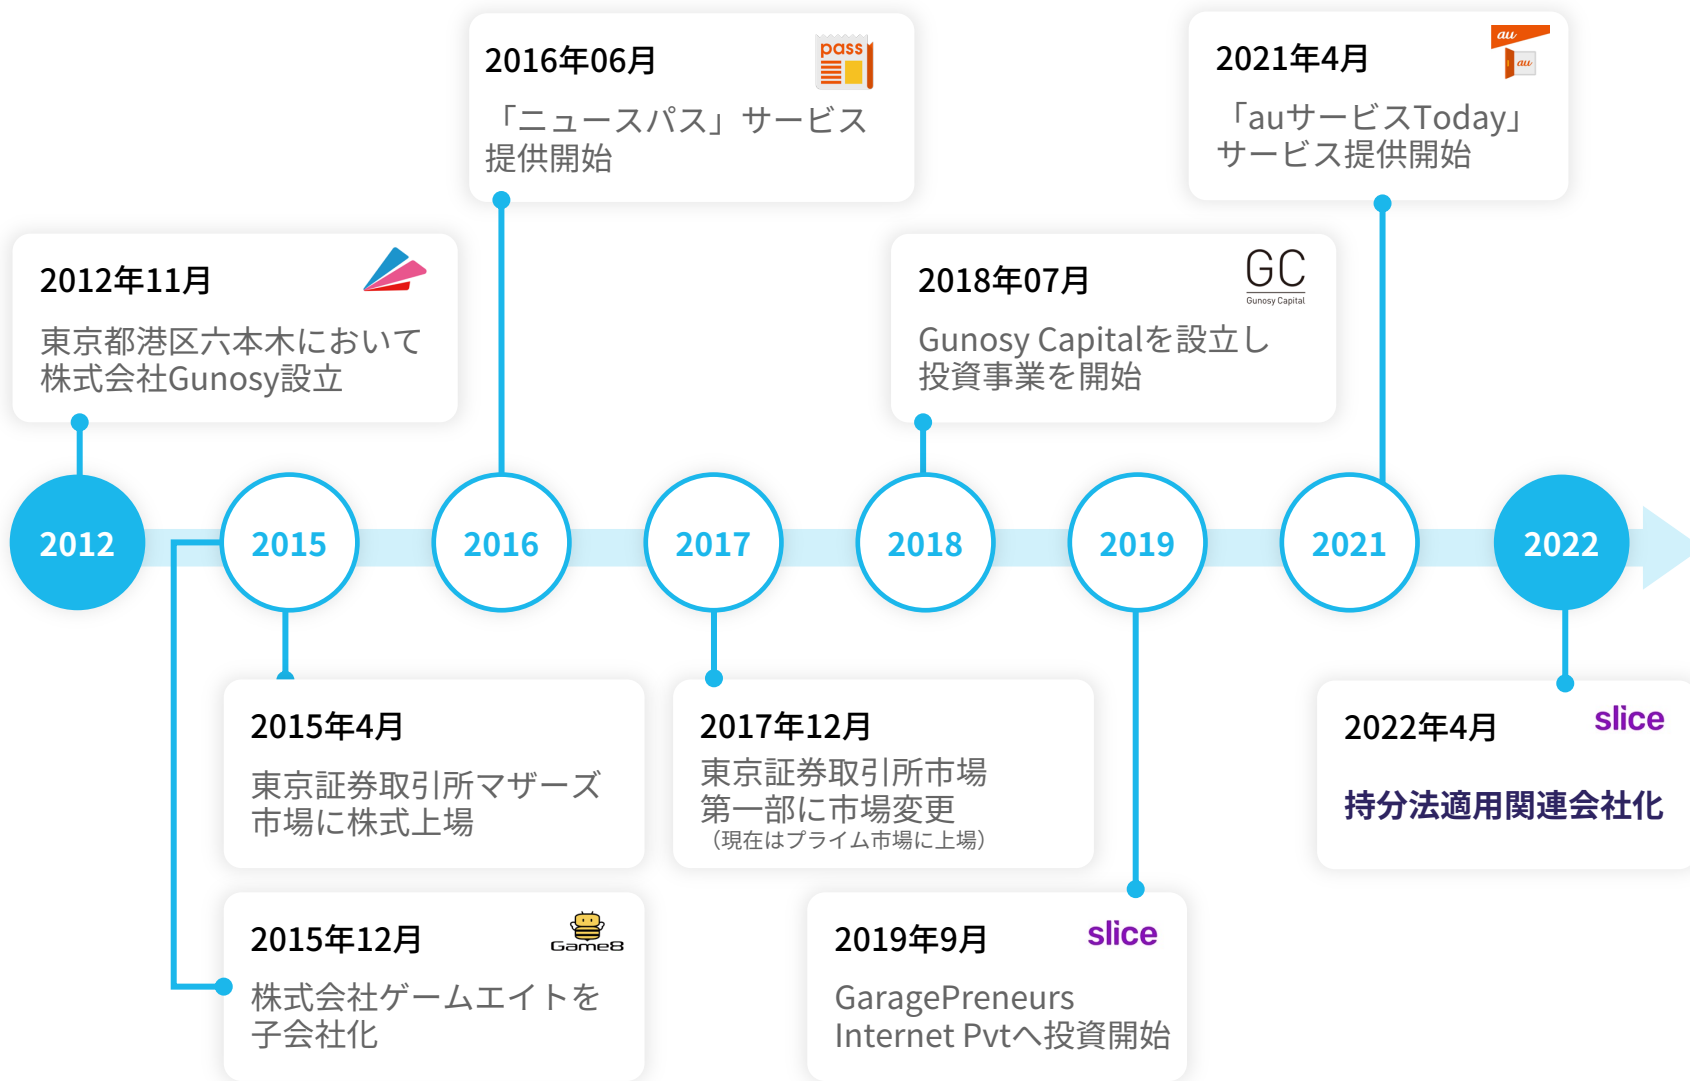 2016年06月
pass
「ニュースパス」サービス
提供開始
2021年4月
au
au
「auサービスToday」
サービス提供開始
2012年11月
東京都港区六本木において
株式会社Gunosy設立
2018年07月
GC
Gunosy Capital
Gunosy Capitalを設立し
投資事業を開始
2012
2015
2016
2017
2018
2019
2021
2022
2015年4月
東京証券取引所マザーズ
市場に株式上場
2017年12月
東京証券取引所市場
第一部に市場変更
（現在はプライム市場に上場）
2022年4月
slice
持分法適用関連会社化
2015年12月
Game8
株式会社ゲームエイトを
子会社化
2019年9月
slice
GaragePreneurs
Internet Pvtへ投資開始